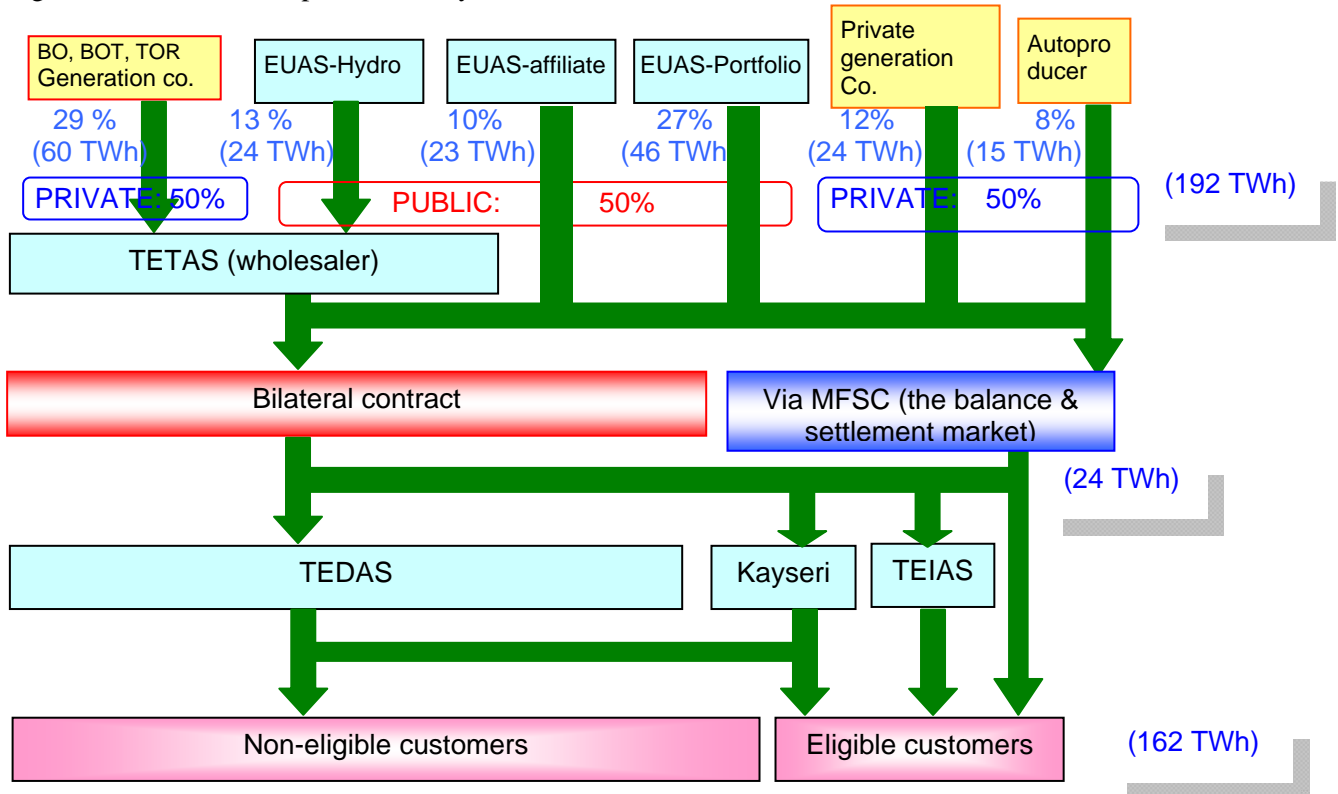 BO, BOT, TOR
Generation co.
EUAS-Hydro
EUAS-affiliate
EUAS-Portfolio
Private
generation
Co.
Autopro
ducer
29 %
(60 TWh)
13 %
(24 TWh)
10%
(23 TWh)
27%
(46 TWh
12%
(24 TWh)
8%
(15 TWh)
PRIVATE: 50%
PUBLIC: 50%
PRIVATE: 50%
(192 TWh)
TETAS (wholesaler)
Bilateral contract
Via MFSC (the balance &
settlement market)
(24 TWh)
TEDAS
Kayseri
TEIAS
Non-eligible customers
Eligible customers
(162 TWh)